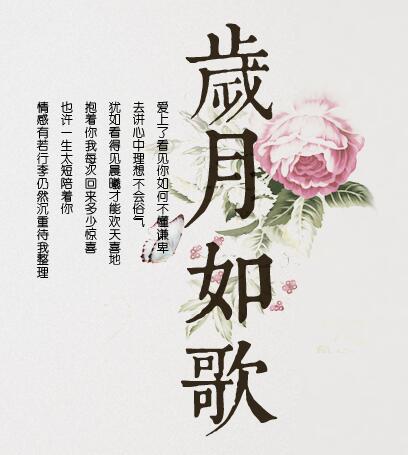 歲月如歌
爱上了看见你如何不懂谦卑
去讲心中理想不会俗气
犹如看得见晨曦才能欢天喜地
抱着你我每次回来多少惊喜
也许一生太短陪着你
情感有若行李仍然沉重待我整理